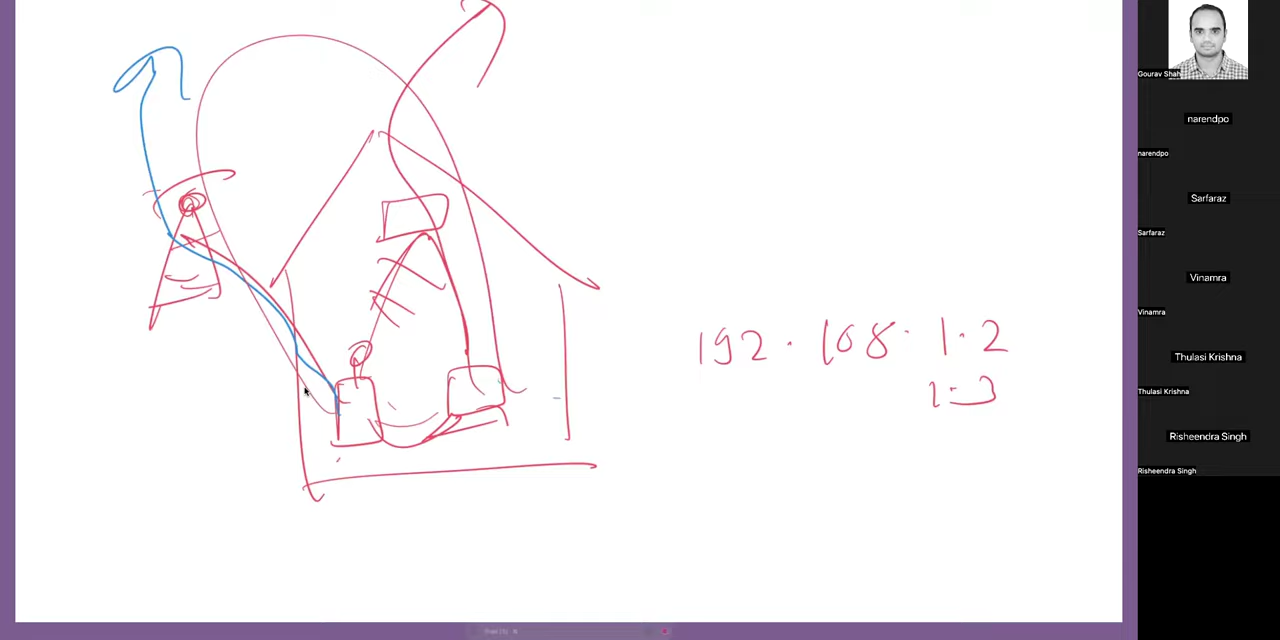 Gourav Shah
narendpo
narendpo
Sarfaraz
Sarfaraz
Vinamra
Vinamra
Thulasi Krishna
Thulasi Krishna
Risheendra Singh
Risheendra Singh
192.168.1.2
1.3